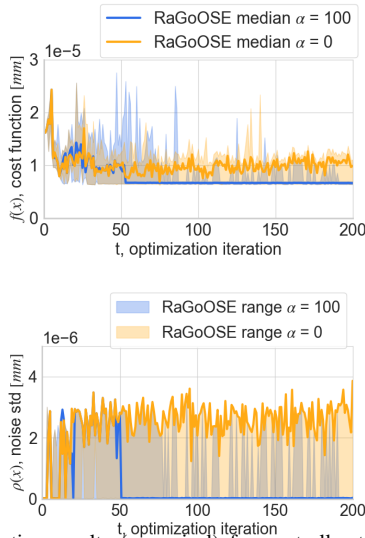 RaGoOSE median α = 100
RaGoOSE median α = 0
1e-5
3
2
1
0
f(x), cost function [mm]
0 50 100 150 200
t, optimization iteration
RaGoOSE range α = 100
RaGoOSE range α = 0
1e-6
6
4
2
0
ρ(x), noise std [mm]
0 50 100 150 200
t, optimization iteration